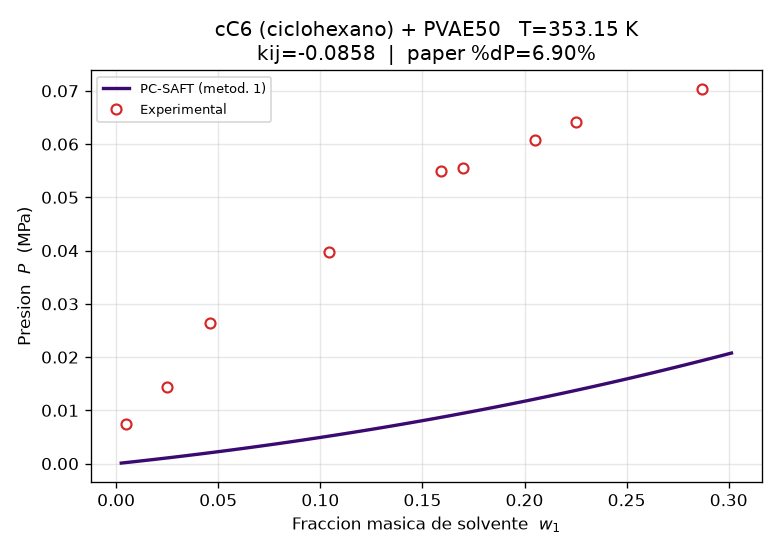 cC6 (ciclohexano) + PVAE50   T=353.15 K
kij=-0.0858  |  paper %dP=6.90%
PC-SAFT (metod. 1)
Experimental
Presion P (MPa)
0.07
0.06
0.05
0.04
0.03
0.02
0.01
0.00
0.00 0.05 0.10 0.15 0.20 0.25 0.30
Fraccion masica de solvente w₁